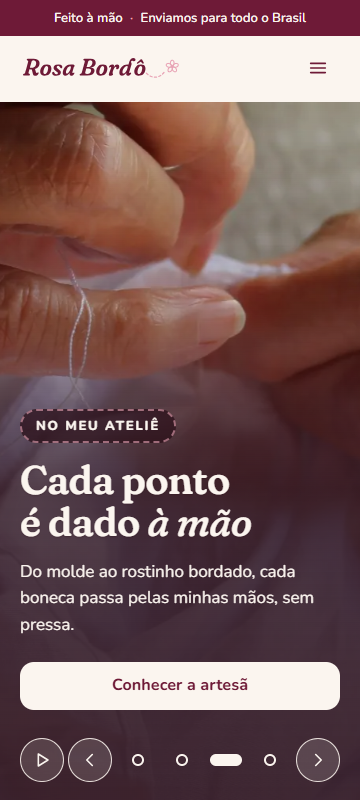 Feito à mão · Enviamos para todo o Brasil
Rosa Bordô
NO MEU ATELIÊ
Cada ponto
é dado à mão
Do molde ao rostinho bordado, cada
boneca passa pelas minhas mãos, sem
pressa.
Conhecer a artesã